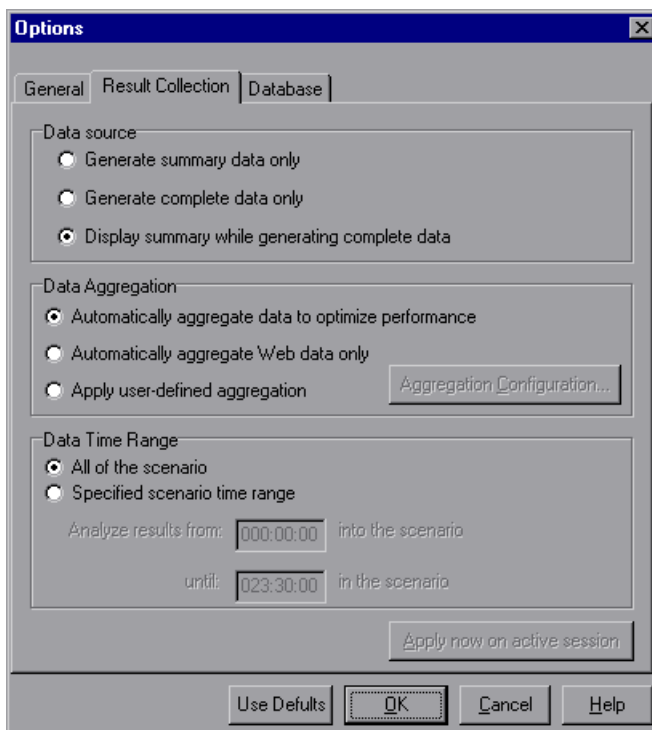 Options
General Result Collection Database
Data source
Generate summary data only
Generate complete data only
Display summary while generating complete data
Data Aggregation
Automatically aggregate data to optimize performance
Automatically aggregate Web data only
Apply user-defined aggregation Aggregation Configuration...
Data Time Range
All of the scenario
Specified scenario time range
Analyze results from: 000:00:00 into the scenario
until: 023:30:00 in the scenario
Apply now on active session
Use Defults OK Cancel Help